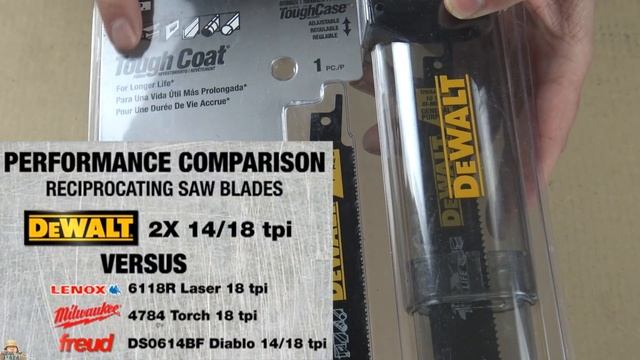 ToughCase+
ADJUSTABLE
RÉGLABLE
Tough Coat
1 PC./P
For Longer Life*
Para Una Vida Útil Más Prolongada*
Pour Une Durée De Vie Accrue*
DEWALT
DEWALT
DEWALT
PERFORMANCE COMPARISON
RECIPROCATING SAW BLADES
DEWALT 2X 14/18 tpi
VERSUS
LENOX 6118R Laser 18 tpi
Milwaukee 4784 Torch 18 tpi
freud DS0614BF Diablo 14/18 tpi